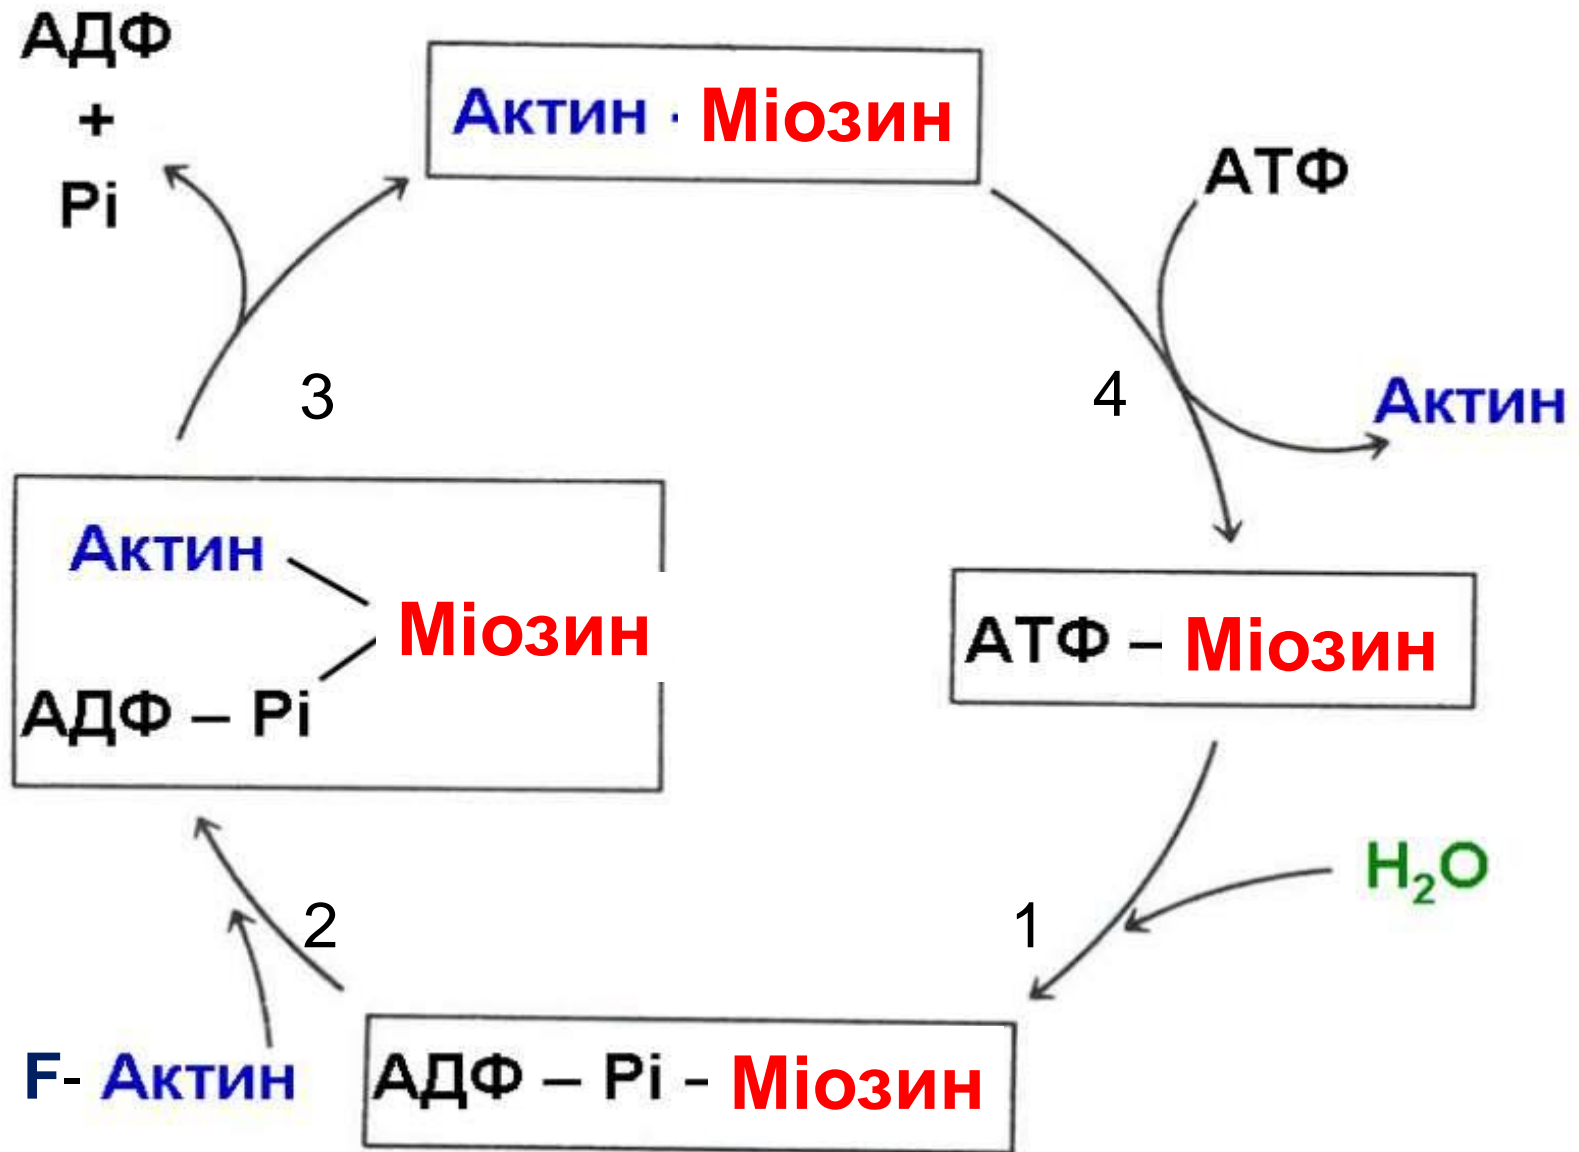 АДФ
+
Pi
Актин · Міозин
АТФ
3
4
Актин
Актин
Міозин
АДФ – Pi
АТФ – Міозин
H₂O
2
1
F- Актин
АДФ – Pi - Міозин